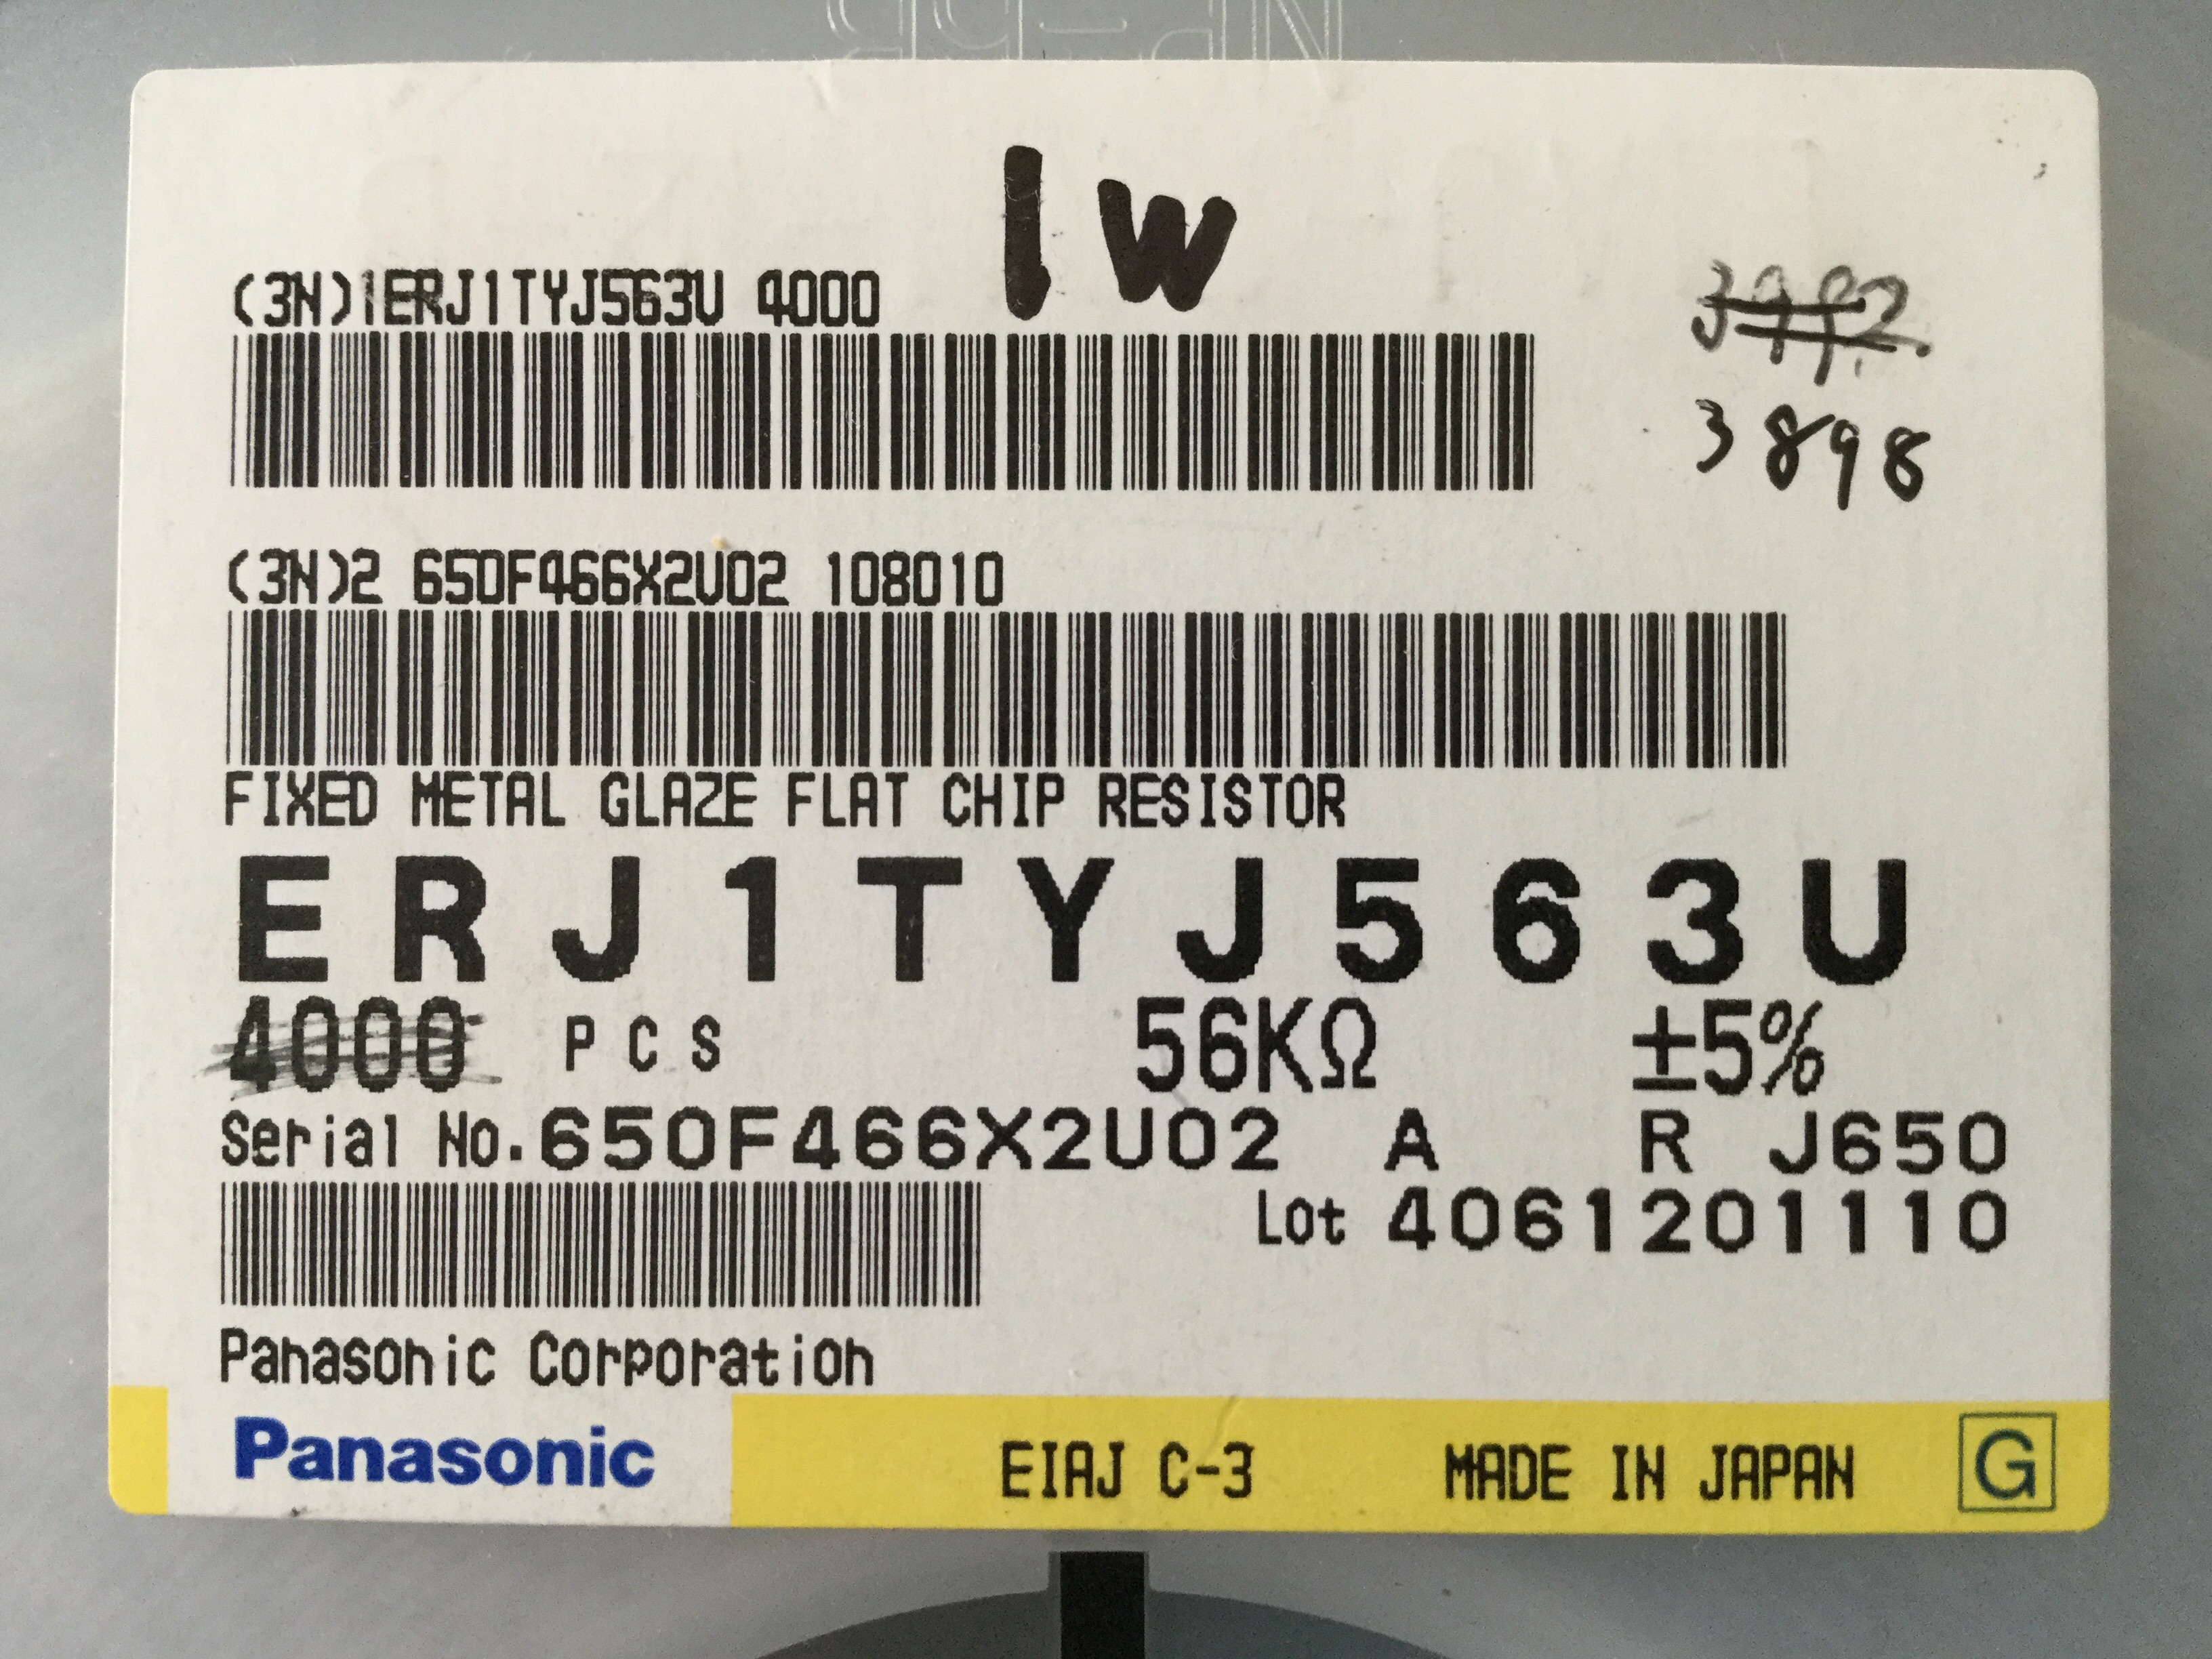 1W
(3N)1ERJ1TYJ563U 4000
3992
3898
(3N)2 650F466X2U02 108010
FIXED METAL GLAZE FLAT CHIP RESISTOR
ERJ1TYJ563U
4000 PCS 56KΩ ±5%
Serial No.650F466X2U02 A R J650
Lot 4061201110
Panasonic Corporation
Panasonic EIAJ C-3 MADE IN JAPAN G